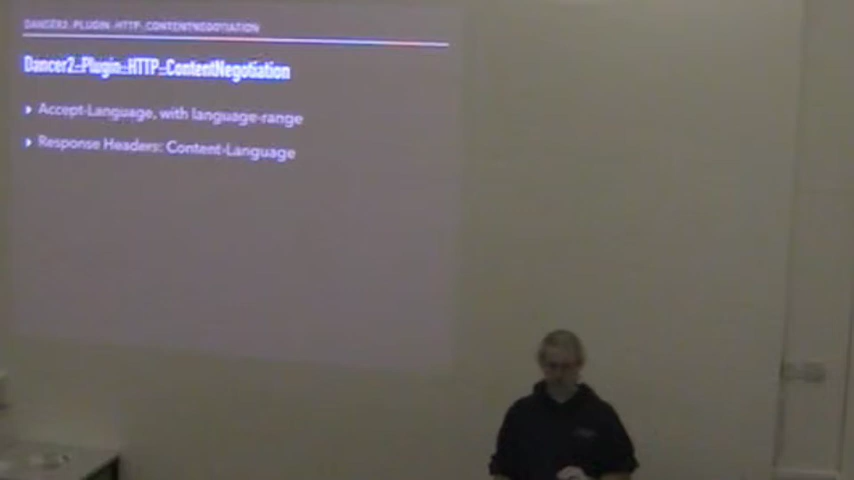 DANCER2::PLUGIN::HTTP::CONTENTNEGOTIATION
Dancer2::Plugin::HTTP::ContentNegotiation
Accept-Language, with language-range
Response Headers: Content-Language